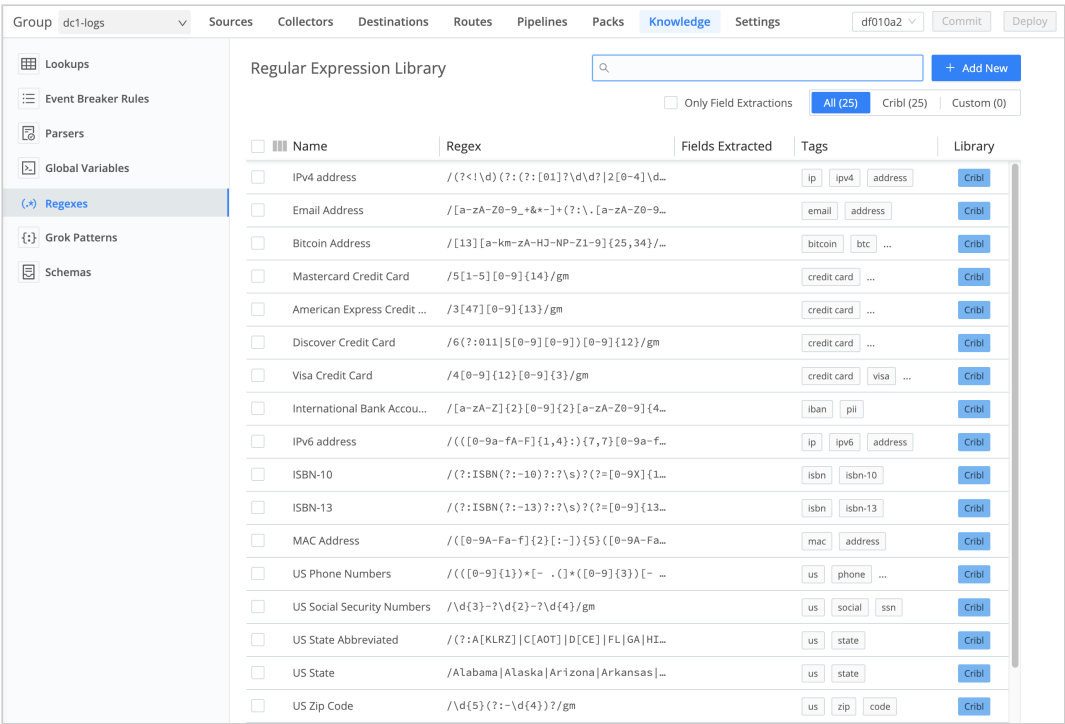 Group dc1-logs Sources Collectors Destinations Routes Pipelines Packs Knowledge Settings df010a2 Commit Deploy
Lookups
Event Breaker Rules
Parsers
Global Variables
(.*) Regexes
{:} Grok Patterns
Schemas
Regular Expression Library + Add New
Only Field Extractions All (25) Cribl (25) Custom (0)
Name Regex Fields Extracted Tags Library
IPv4 address /(?<!\d)(?:(?:[01]?\d\d?|2[0-4]\d… ip ipv4 address Cribl
Email Address /[a-zA-Z0-9_+&*-]+(?:\.[a-zA-Z0-9… email address Cribl
Bitcoin Address /[13][a-km-zA-HJ-NP-Z1-9]{25,34}/… bitcoin btc ... Cribl
Mastercard Credit Card /5[1-5][0-9]{14}/gm credit card ... Cribl
American Express Credit ... /3[47][0-9]{13}/gm credit card ... Cribl
Discover Credit Card /6(?:011|5[0-9][0-9])[0-9]{12}/gm credit card ... Cribl
Visa Credit Card /4[0-9]{12}[0-9]{3}/gm credit card visa ... Cribl
International Bank Accou... /[a-zA-Z]{2}[0-9]{2}[a-zA-Z0-9]{4… iban pii Cribl
IPv6 address /(([0-9a-fA-F]{1,4}:){7,7}[0-9a-f… ip ipv6 address Cribl
ISBN-10 /(?:ISBN(?:-10)?:?\s)?(?=[0-9X]{1… isbn isbn-10 Cribl
ISBN-13 /(?:ISBN(?:-13)?:?\s)?(?=[0-9]{13… isbn isbn-13 Cribl
MAC Address /([0-9A-Fa-f]{2}[:-]){5}([0-9A-Fa… mac address Cribl
US Phone Numbers /(([0-9]{1})*[- .(]*([0-9]{3})[- … us phone ... Cribl
US Social Security Numbers /\d{3}-?\d{2}-?\d{4}/gm us social ssn Cribl
US State Abbreviated /(?:A[KLRZ]|C[AOT]|D[CE]|FL|GA|HI… us state Cribl
US State /Alabama|Alaska|Arizona|Arkansas|… us state Cribl
US Zip Code /\d{5}(?:-\d{4})?/gm us zip code Cribl